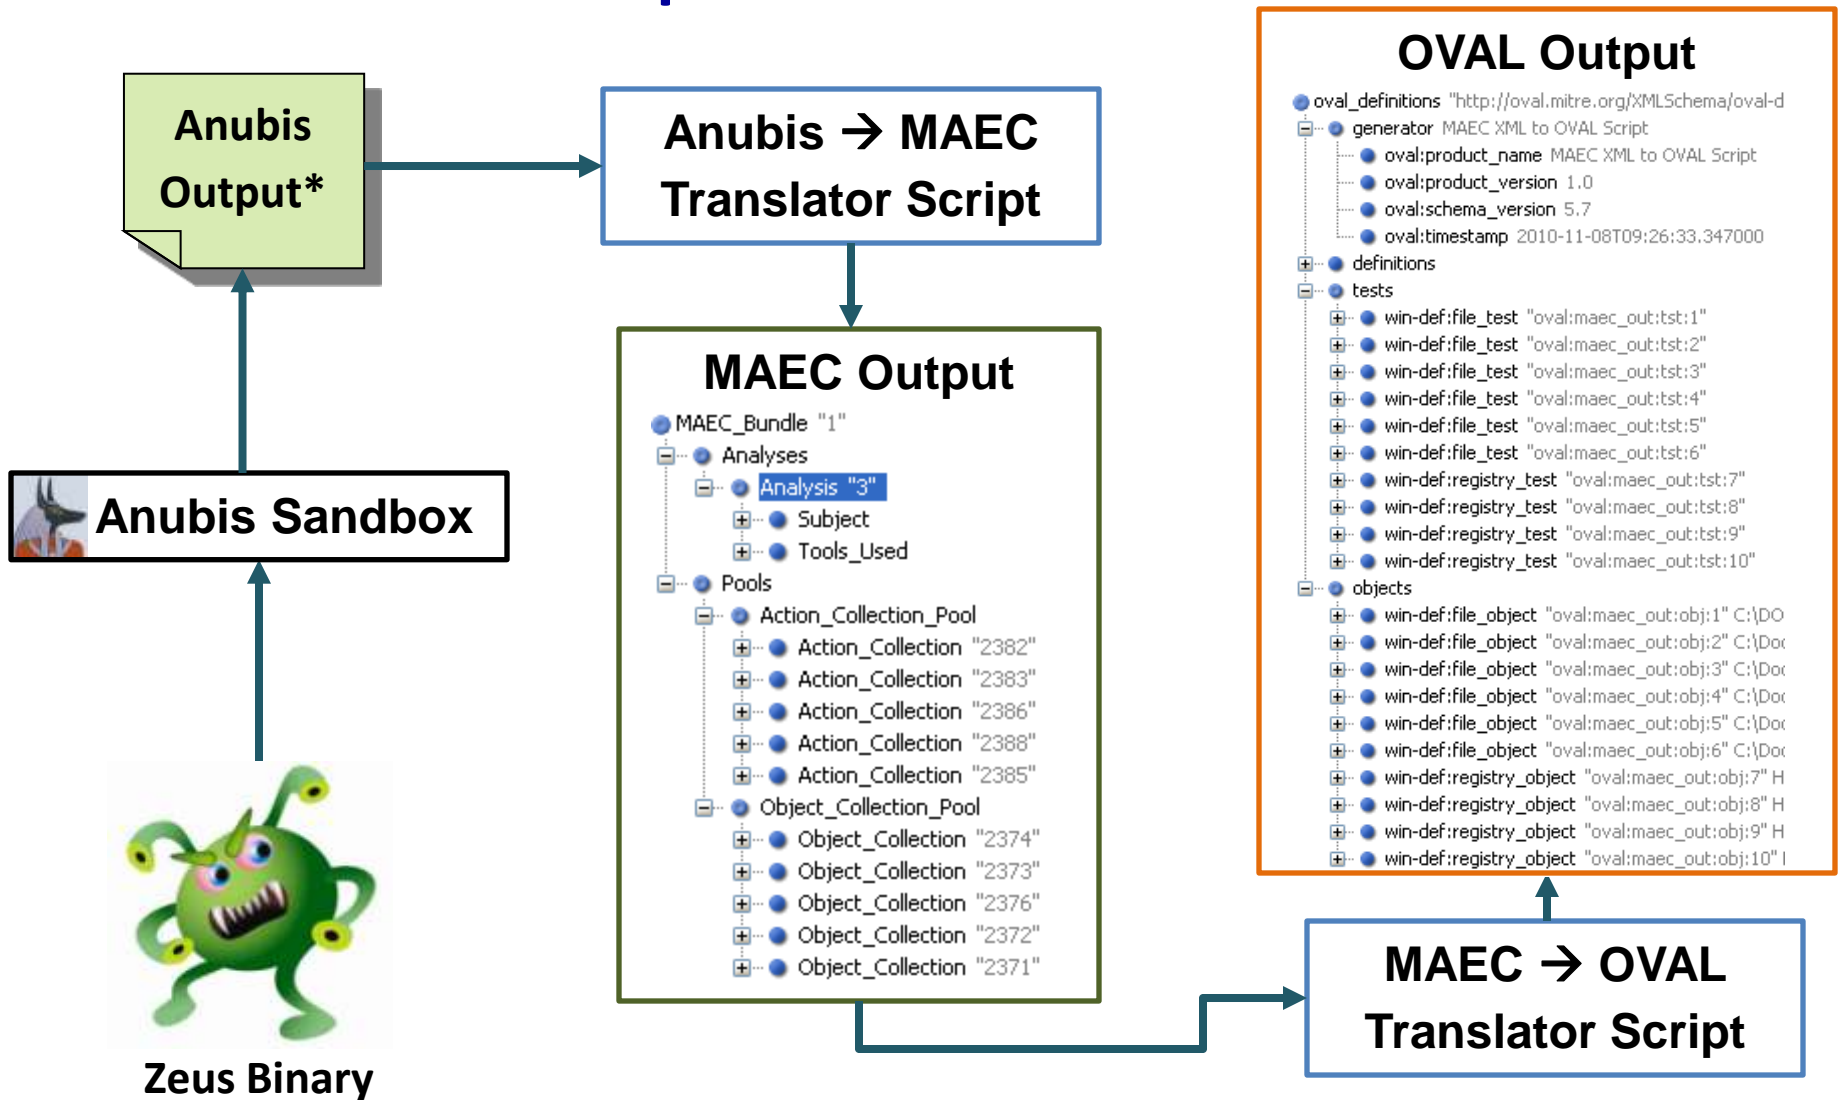 Anubis
Output*
Anubis → MAEC
Translator Script
Anubis Sandbox
Zeus Binary
MAEC Output
MAEC_Bundle "1"
Analyses
Analysis "3"
Subject
Tools_Used
Pools
Action_Collection_Pool
Action_Collection "2382"
Action_Collection "2383"
Action_Collection "2386"
Action_Collection "2388"
Action_Collection "2385"
Object_Collection_Pool
Object_Collection "2374"
Object_Collection "2373"
Object_Collection "2376"
Object_Collection "2372"
Object_Collection "2371"
MAEC → OVAL
Translator Script
OVAL Output
oval_definitions "http://oval.mitre.org/XMLSchema/oval-d
generator MAEC XML to OVAL Script
oval:product_name MAEC XML to OVAL Script
oval:product_version 1.0
oval:schema_version 5.7
oval:timestamp 2010-11-08T09:26:33.347000
definitions
tests
win-def:file_test "oval:maec_out:tst:1"
win-def:file_test "oval:maec_out:tst:2"
win-def:file_test "oval:maec_out:tst:3"
win-def:file_test "oval:maec_out:tst:4"
win-def:file_test "oval:maec_out:tst:5"
win-def:file_test "oval:maec_out:tst:6"
win-def:registry_test "oval:maec_out:tst:7"
win-def:registry_test "oval:maec_out:tst:8"
win-def:registry_test "oval:maec_out:tst:9"
win-def:registry_test "oval:maec_out:tst:10"
objects
win-def:file_object "oval:maec_out:obj:1" C:\DO
win-def:file_object "oval:maec_out:obj:2" C:\Doc
win-def:file_object "oval:maec_out:obj:3" C:\Doc
win-def:file_object "oval:maec_out:obj:4" C:\Doc
win-def:file_object "oval:maec_out:obj:5" C:\Doc
win-def:file_object "oval:maec_out:obj:6" C:\Doc
win-def:registry_object "oval:maec_out:obj:7" H
win-def:registry_object "oval:maec_out:obj:8" H
win-def:registry_object "oval:maec_out:obj:9" H
win-def:registry_object "oval:maec_out:obj:10"